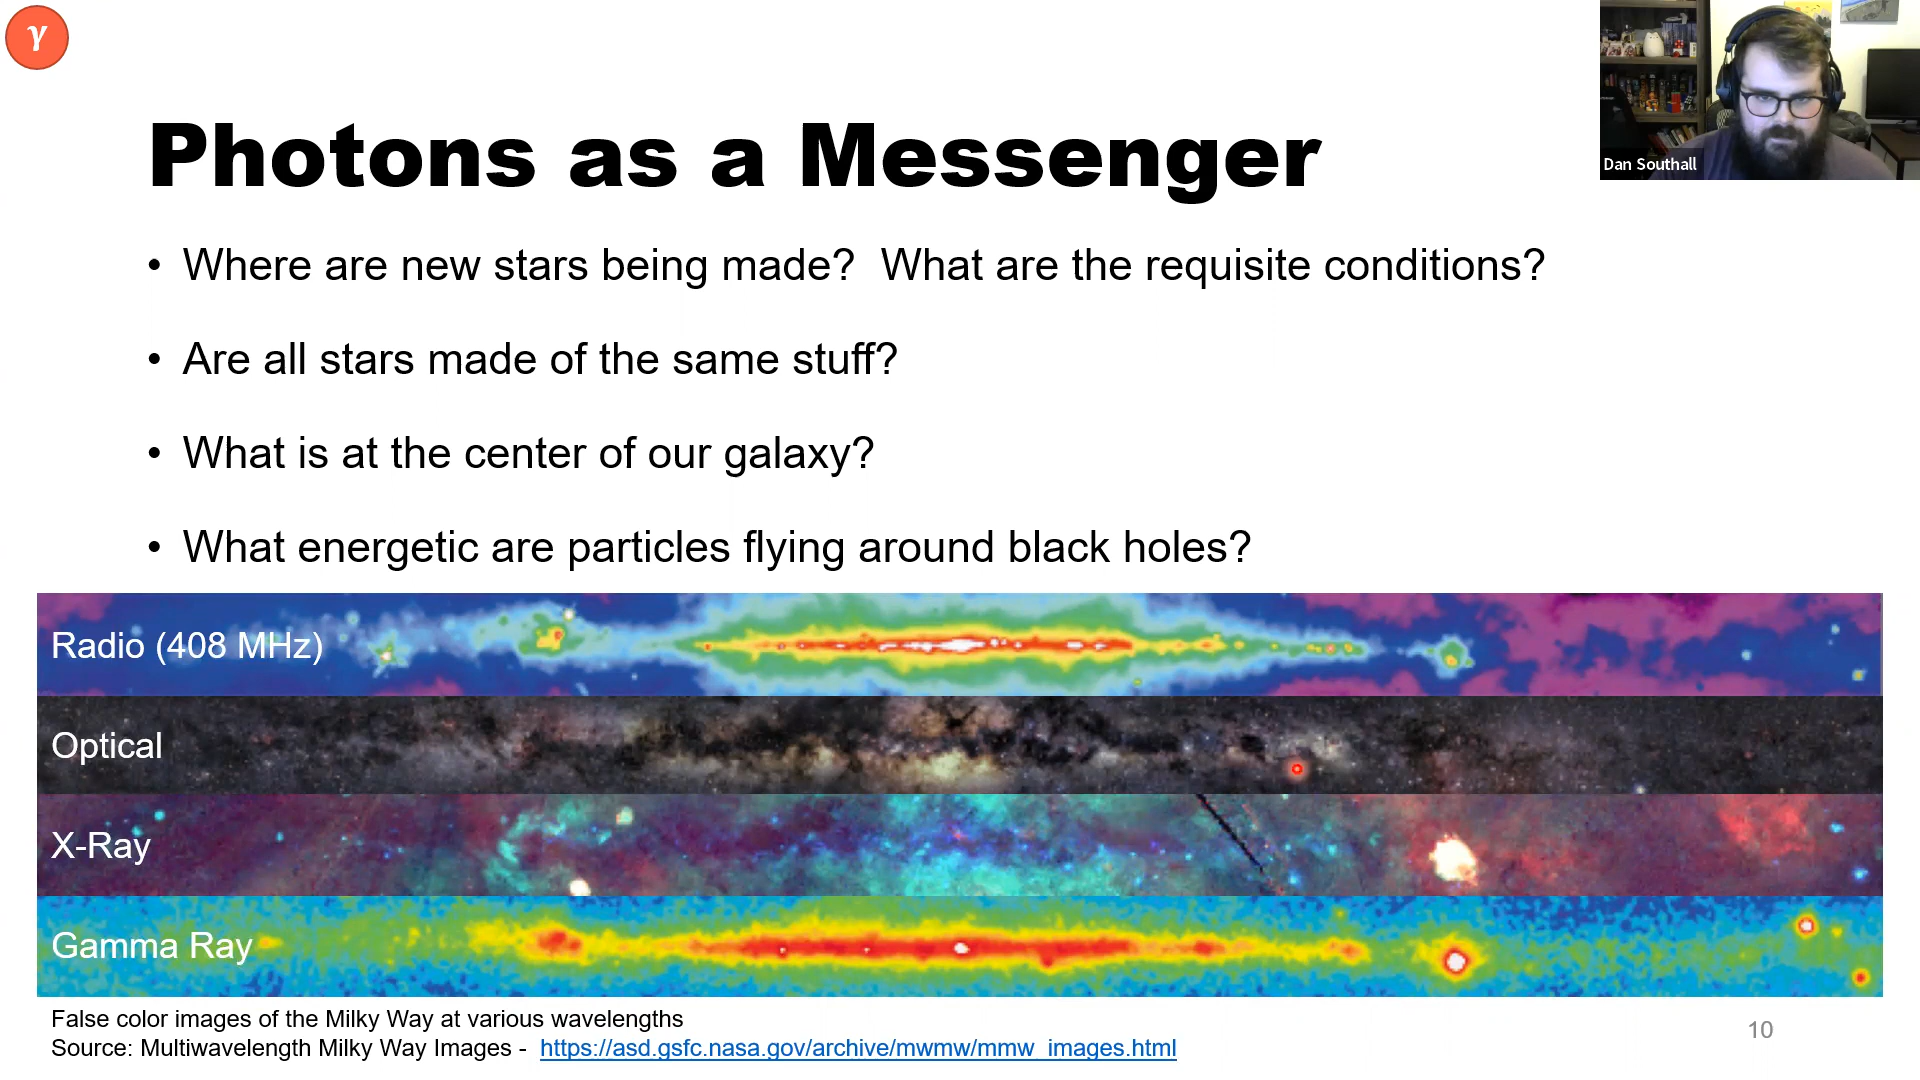 γ
Dan Southall
Photons as a Messenger
• Where are new stars being made?  What are the requisite conditions?
• Are all stars made of the same stuff?
• What is at the center of our galaxy?
• What energetic are particles flying around black holes?
Radio (408 MHz)
Optical
X-Ray
Gamma Ray
False color images of the Milky Way at various wavelengths
Source: Multiwavelength Milky Way Images -  https://asd.gsfc.nasa.gov/archive/mwmw/mmw_images.html
10